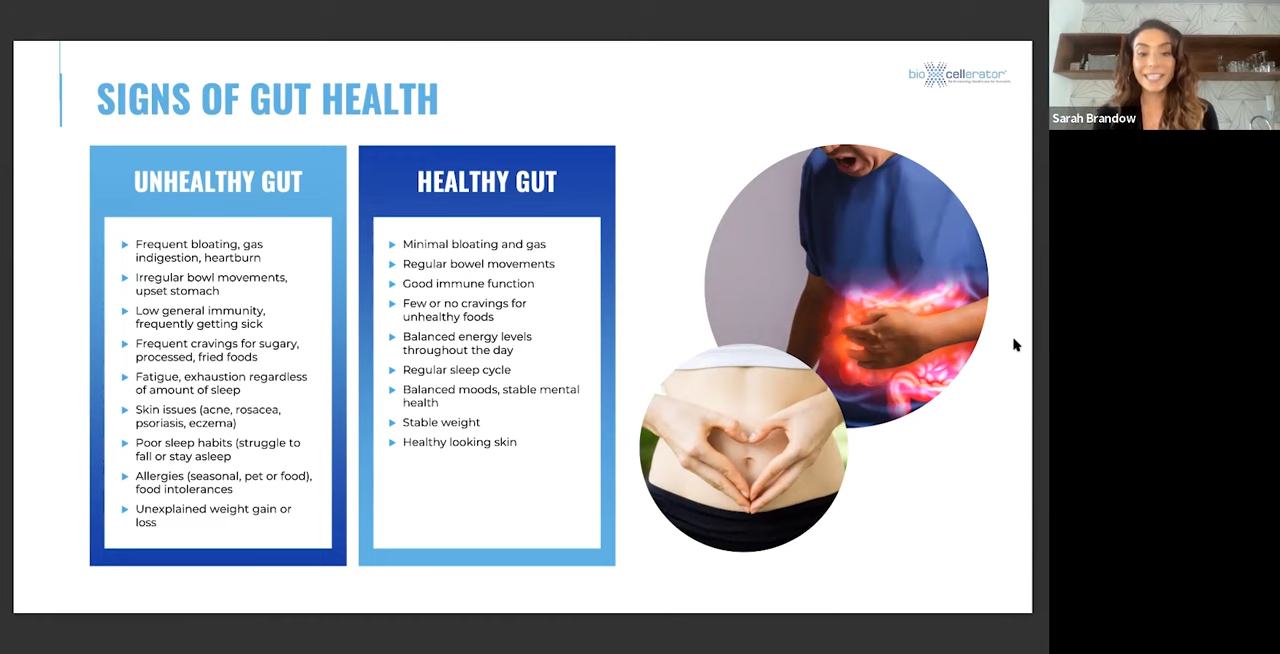 SIGNS OF GUT HEALTH
bio cellerator
UNHEALTHY GUT
Frequent bloating, gas
indigestion, heartburn
Irregular bowl movements,
upset stomach
Low general immunity,
frequently getting sick
Frequent cravings for sugary,
processed, fried foods
Fatigue, exhaustion regardless
of amount of sleep
Skin issues (acne, rosacea,
psoriasis, eczema)
Poor sleep habits (struggle to
fall or stay asleep
Allergies (seasonal, pet or food),
food intolerances
Unexplained weight gain or
loss
HEALTHY GUT
Minimal bloating and gas
Regular bowel movements
Good immune function
Few or no cravings for
unhealthy foods
Balanced energy levels
throughout the day
Regular sleep cycle
Balanced moods, stable mental
health
Stable weight
Healthy looking skin
Sarah Brandow